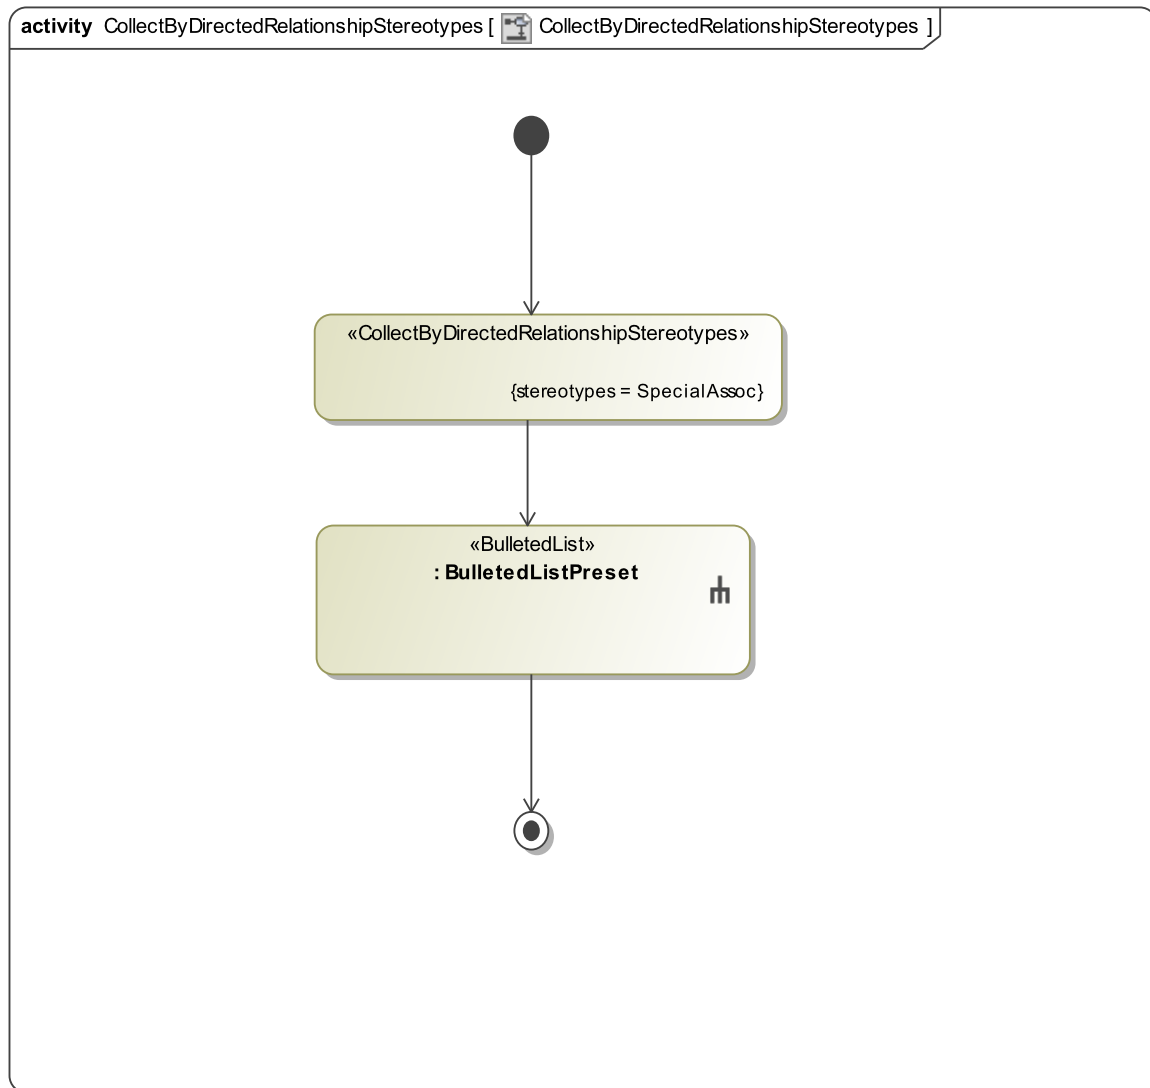 activity CollectByDirectedRelationshipStereotypes [ CollectByDirectedRelationshipStereotypes ]
«CollectByDirectedRelationshipStereotypes»
{stereotypes = SpecialAssoc}
«BulletedList»
: BulletedListPreset